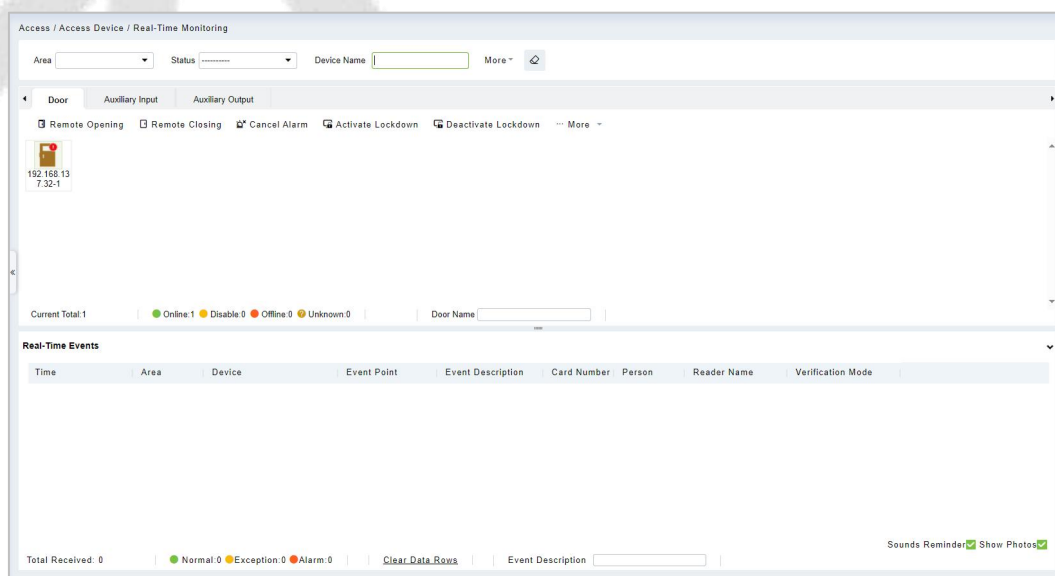 Access / Access Device / Real-Time Monitoring
Area Status ---------- Device Name More
Door Auxiliary Input Auxiliary Output
Remote Opening Remote Closing Cancel Alarm Activate Lockdown Deactivate Lockdown ··· More
192.168.13
7.32-1
Current Total:1 Online:1 Disable:0 Offline:0 Unknown:0 Door Name
Real-Time Events
Time Area Device Event Point Event Description Card Number Person Reader Name Verification Mode
Sounds Reminder Show Photos
Total Received: 0 Normal:0 Exception:0 Alarm:0 Clear Data Rows Event Description